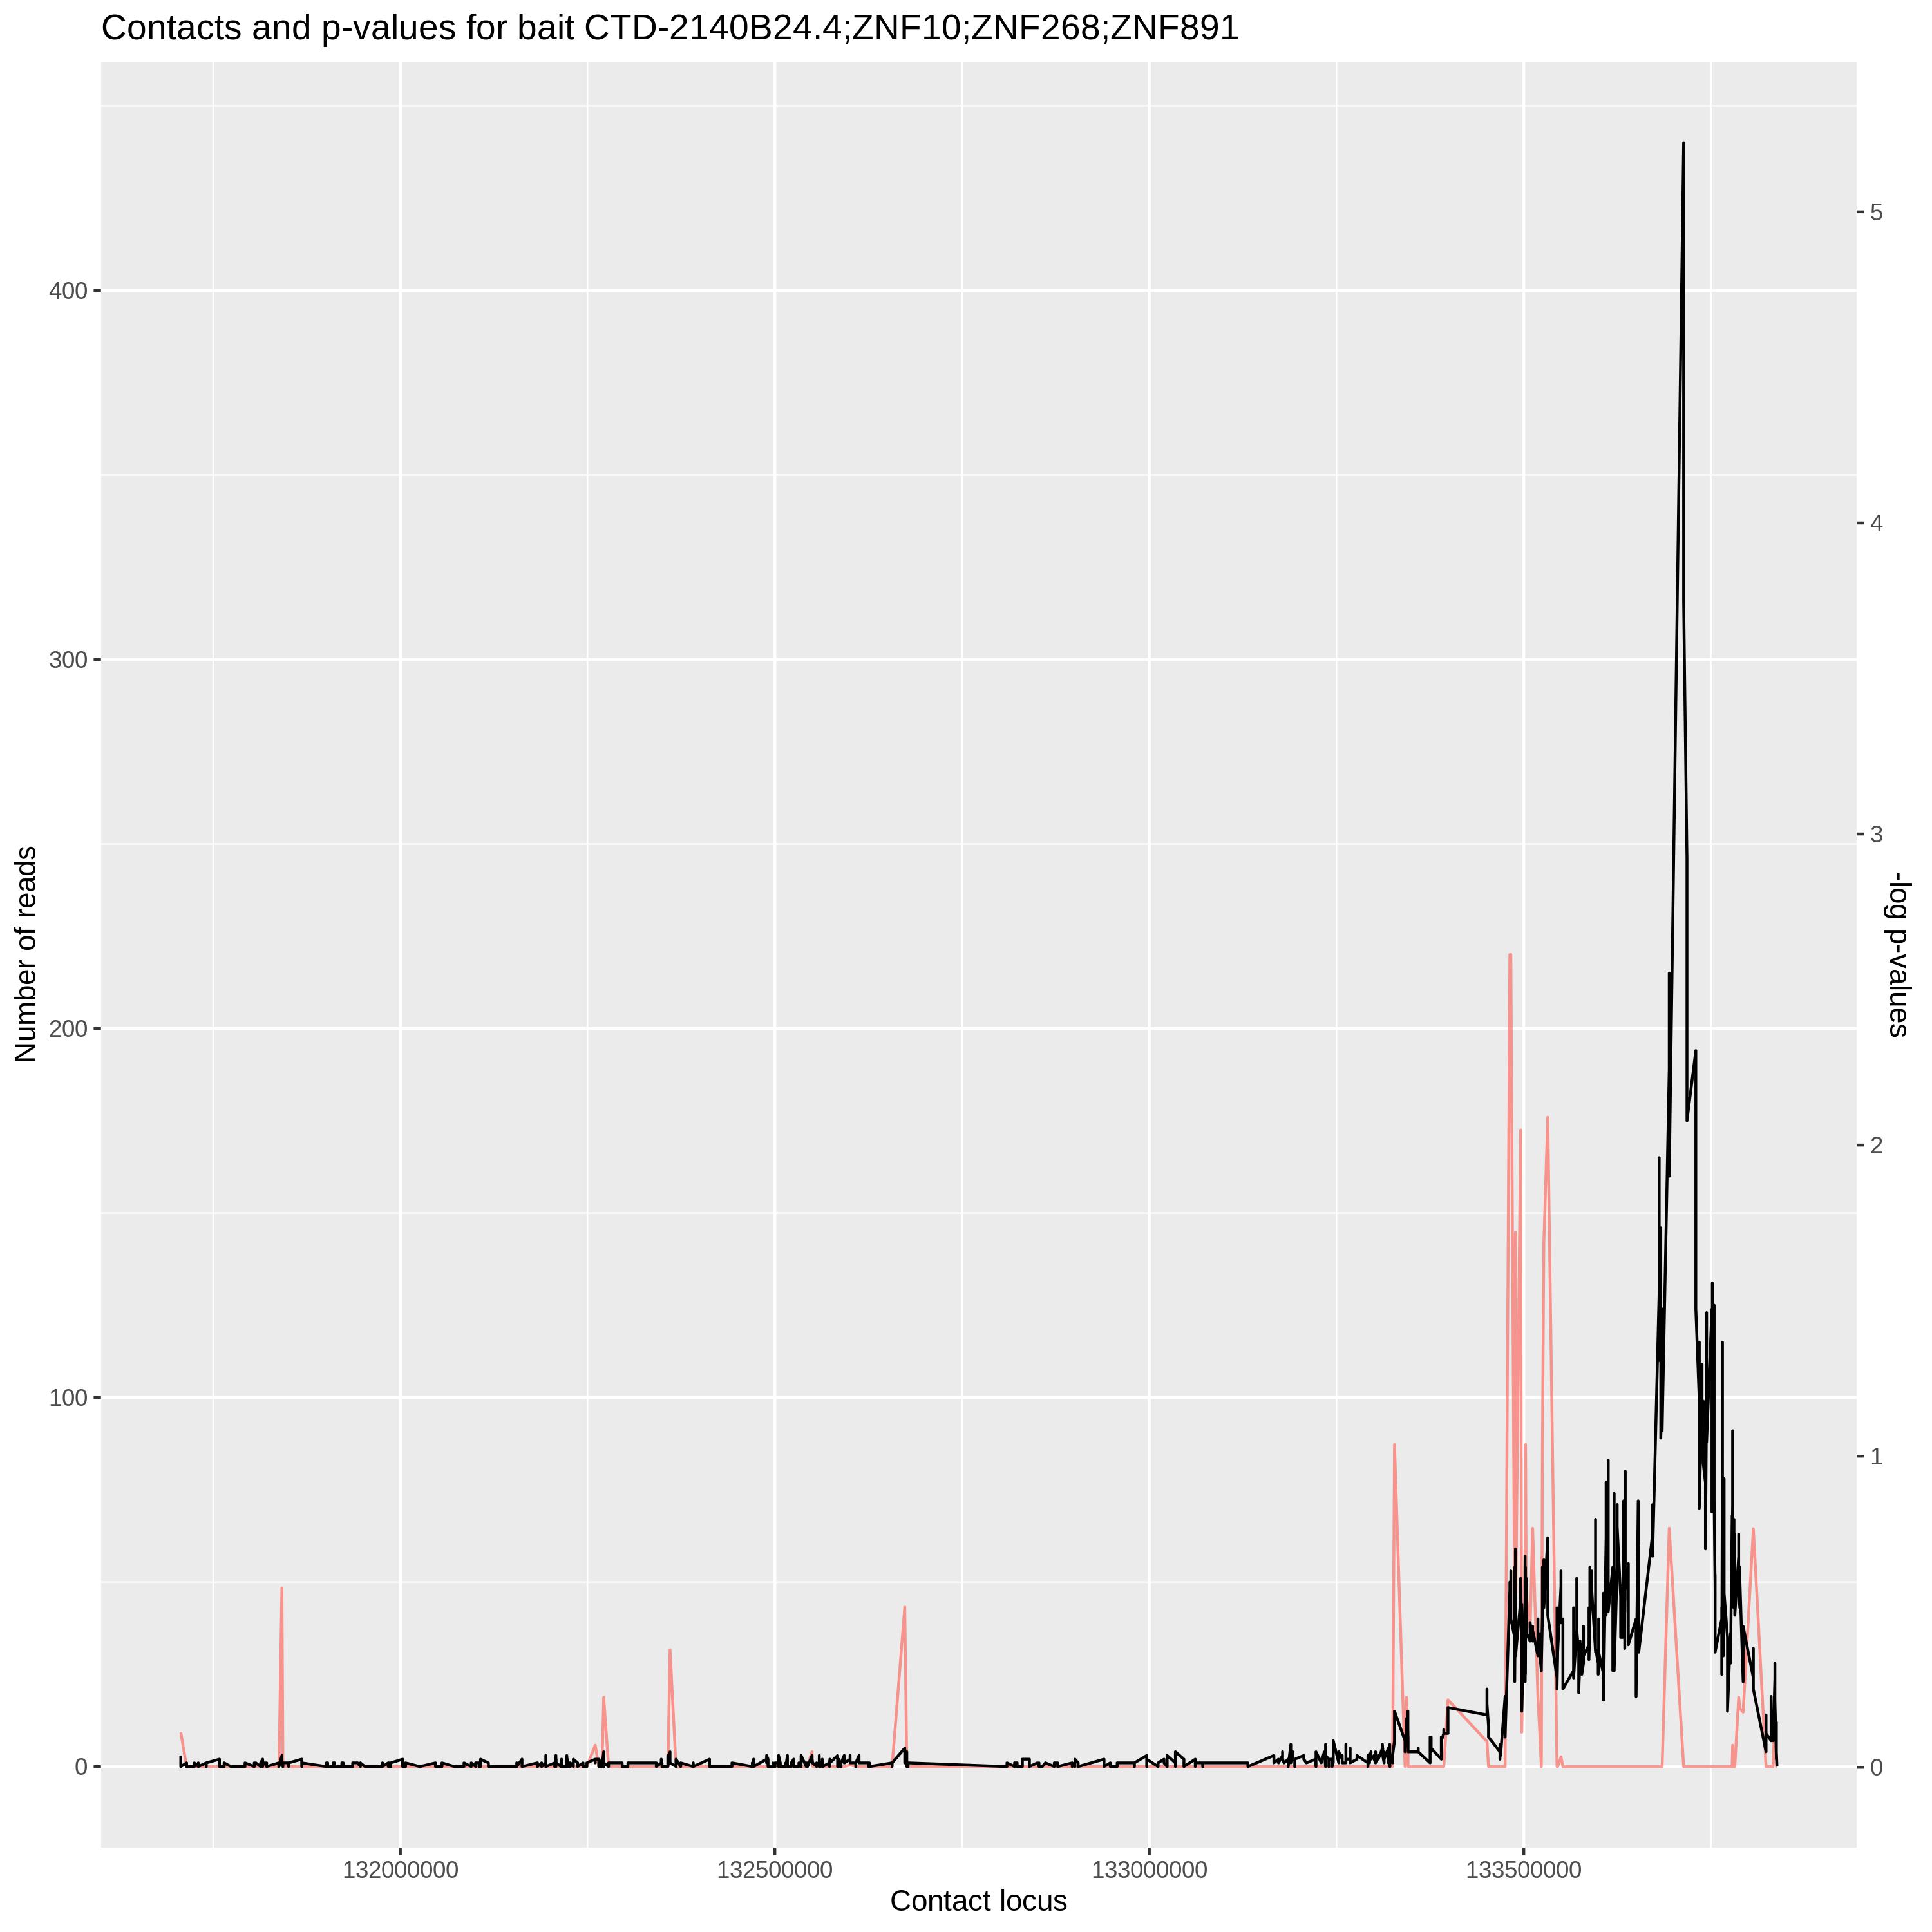 Contacts and p-values for bait CTD-2140B24.4;ZNF10;ZNF268;ZNF891
Number of reads
400
300
200
100
0
5
4
3
2
1
0
-log p-values
132000000 132500000 133000000 133500000
Contact locus